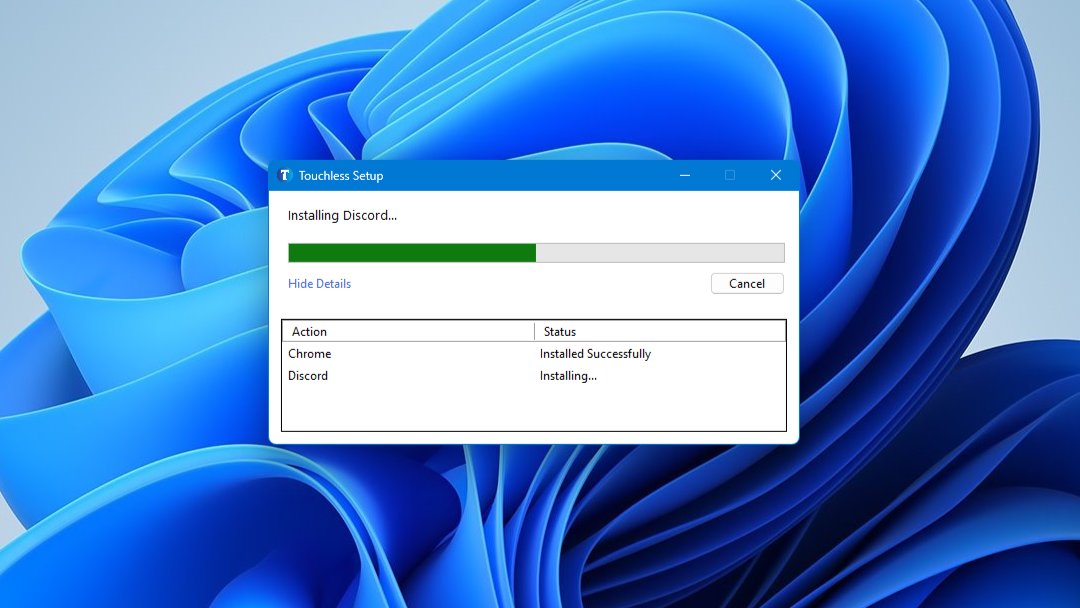 T Touchless Setup
Installing Discord...
Hide Details
Cancel
Action Status
Chrome Installed Successfully
Discord Installing...